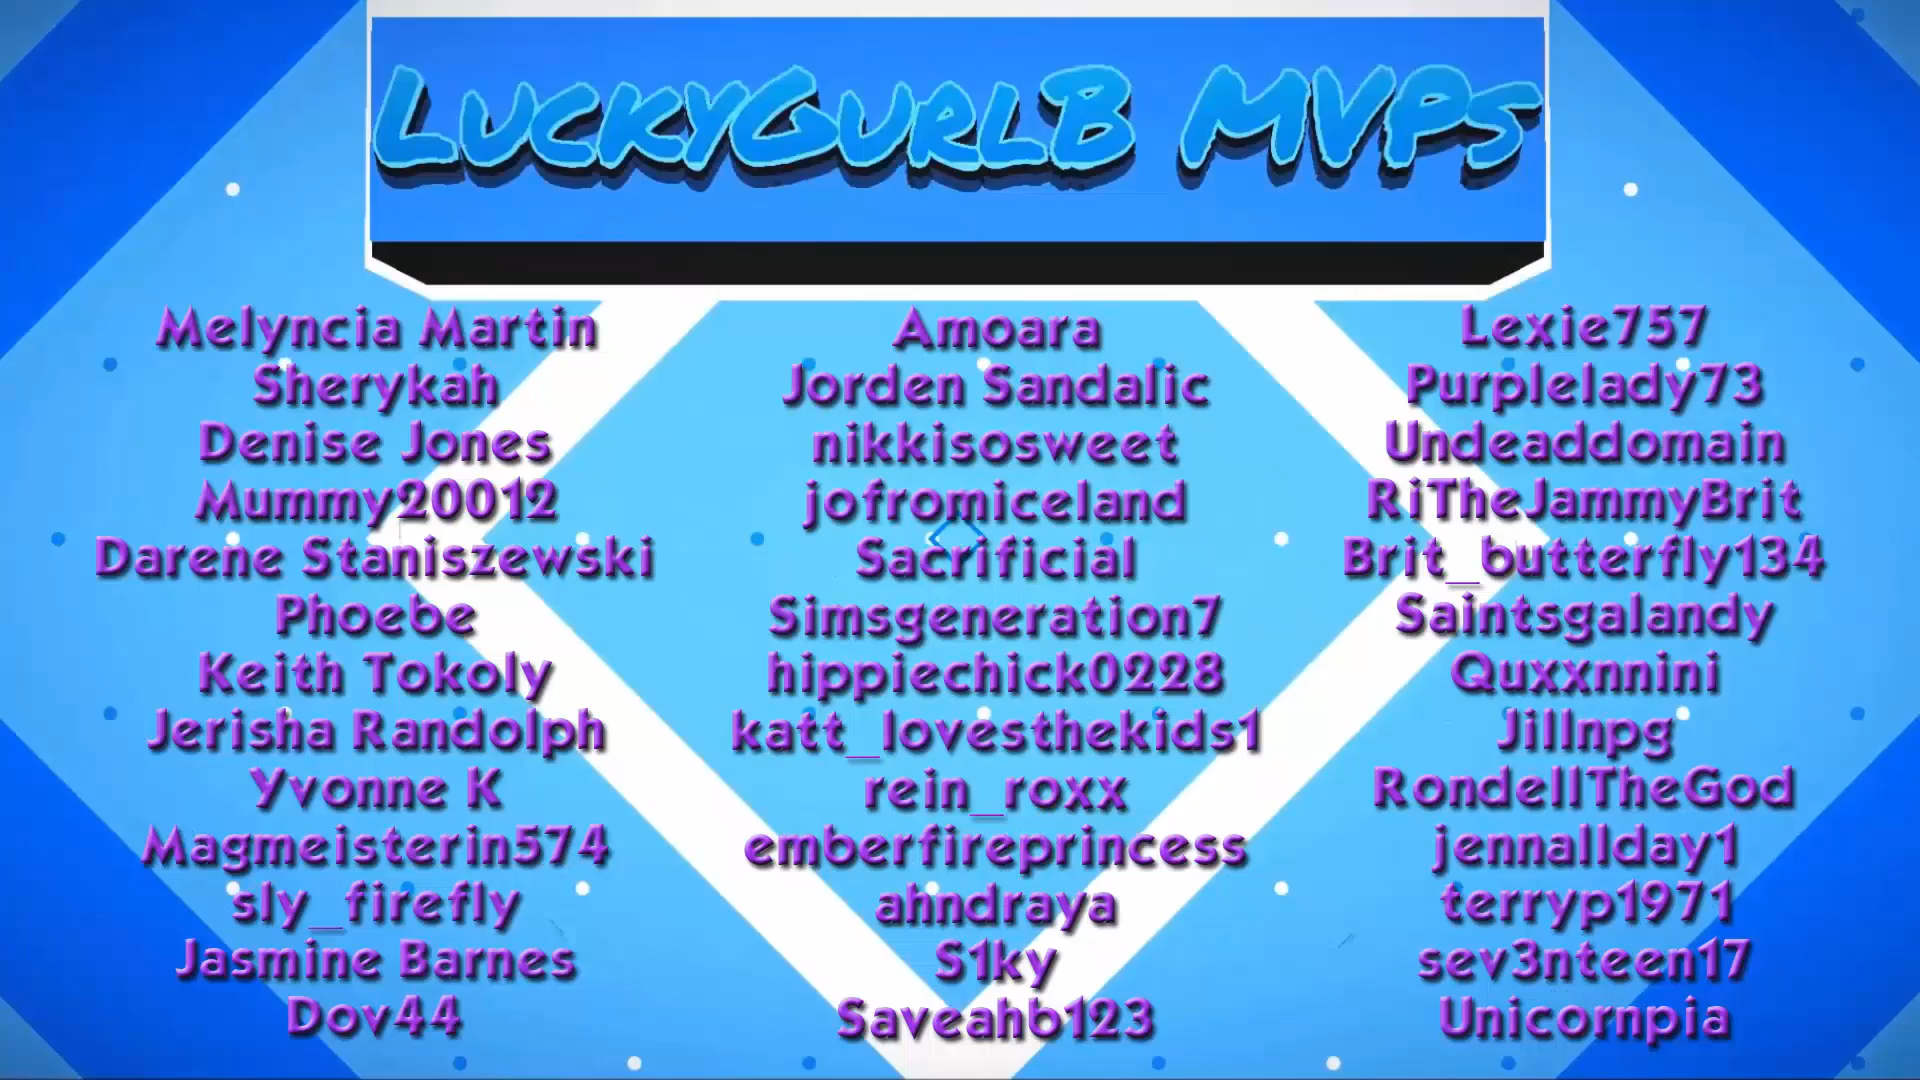 LuckyGurlB MVPs
Melyncia Martin
Sherykah
Denise Jones
Mummy20012
Darene Staniszewski
Phoebe
Keith Tokoly
Jerisha Randolph
Yvonne K
Magmeisterin574
sly_firefly
Jasmine Barnes
Dov44
Amoara
Jorden Sandalic
nikkisosweet
jofromiceland
Sacrificial
Simsgeneration7
hippiechick0228
katt_lovesthekids1
rein_roxx
emberfireprincess
ahndraya
S1ky
Saveahb123
Lexie757
Purplelady73
Undeaddomain
RiTheJammyBrit
Brit_butterfly134
Saintsgalandy
Quxxnnini
Jillnpg
RondellTheGod
jennallday1
terryp1971
sev3nteen17
Unicornpia